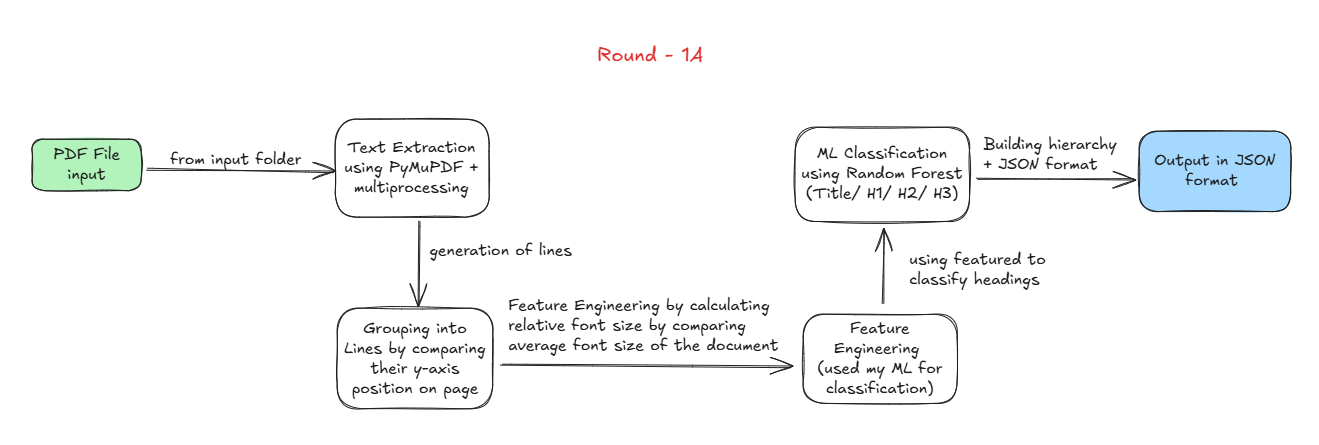 Round - 1A
PDF File
input
from input folder
Text Extraction
using PyMuPDF +
multiprocessing
generation of lines
Grouping into
Lines by comparing
their y-axis
position on page
Feature Engineering by calculating
relative font size by comparing
average font size of the document
Feature
Engineering
(used my ML for
classification)
using featured to
classify headings
ML Classification
using Random Forest
(Title/ H1/ H2/ H3)
Building hierarchy
+ JSON format
Output in JSON
format